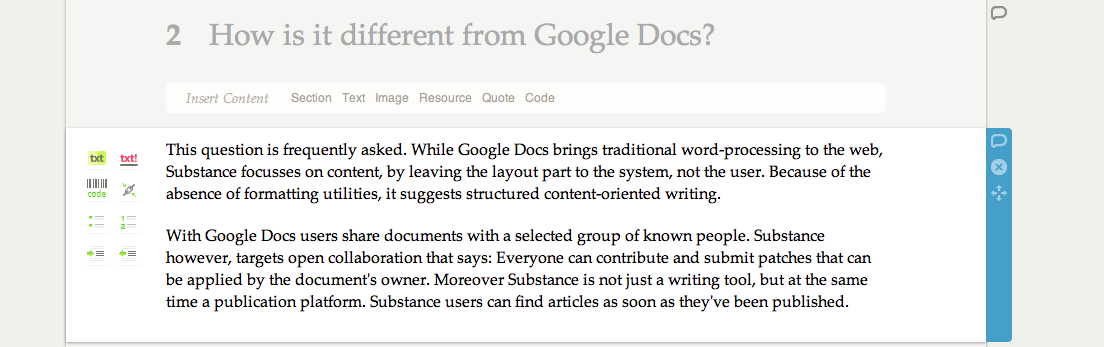 2 How is it different from Google Docs?
Insert Content Section Text Image Resource Quote Code
txt txt!
code
1
2
This question is frequently asked. While Google Docs brings traditional word-processing to the web,
Substance focusses on content, by leaving the layout part to the system, not the user. Because of the
absence of formatting utilities, it suggests structured content-oriented writing.
With Google Docs users share documents with a selected group of known people. Substance
however, targets open collaboration that says: Everyone can contribute and submit patches that can
be applied by the document's owner. Moreover Substance is not just a writing tool, but at the same
time a publication platform. Substance users can find articles as soon as they've been published.